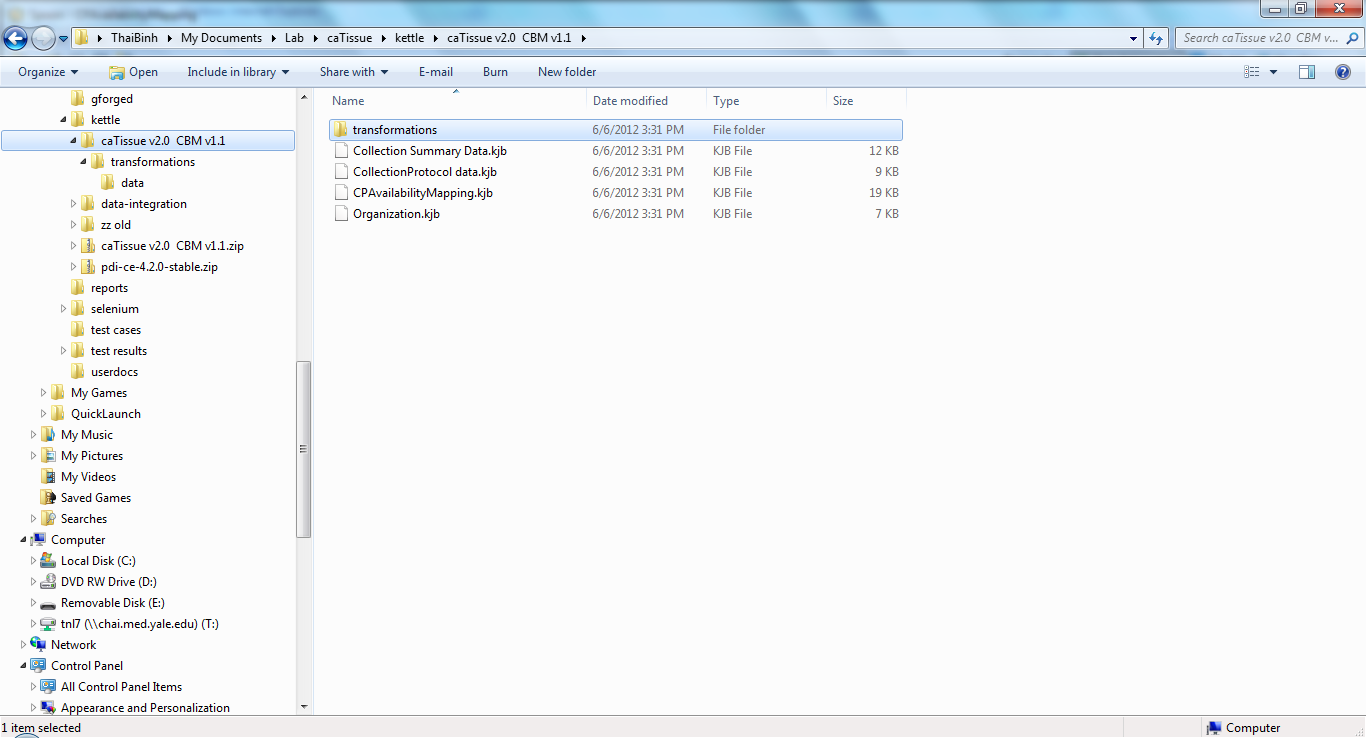 ThaiBinh My Documents Lab caTissue kettle caTissue v2.0 CBM v1.1 Search caTissue v2.0 CBM v...
Organize Open Include in library Share with E-mail Burn New folder
gforged
kettle
caTissue v2.0 CBM v1.1
transformations
data
data-integration
zz old
caTissue v2.0 CBM v1.1.zip
pdi-ce-4.2.0-stable.zip
reports
selenium
test cases
test results
userdocs
My Games
QuickLaunch
My Music
My Pictures
My Videos
Saved Games
Searches
Computer
Local Disk (C:)
DVD RW Drive (D:)
Removable Disk (E:)
tnl7 (\\chai.med.yale.edu) (T:)
Network
Control Panel
All Control Panel Items
Appearance and Personalization
Name Date modified Type Size
transformations 6/6/2012 3:31 PM File folder
Collection Summary Data.kjb 6/6/2012 3:31 PM KJB File 12 KB
CollectionProtocol data.kjb 6/6/2012 3:31 PM KJB File 9 KB
CPAvailabilityMapping.kjb 6/6/2012 3:31 PM KJB File 19 KB
Organization.kjb 6/6/2012 3:31 PM KJB File 7 KB
1 item selected Computer